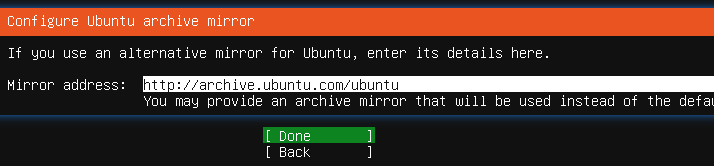 Configure Ubuntu archive mirror
If you use an alternative mirror for Ubuntu, enter its details here.
Mirror address: http://archive.ubuntu.com/ubuntu
You may provide an archive mirror that will be used instead of the defau
[ Done ]
[ Back ]